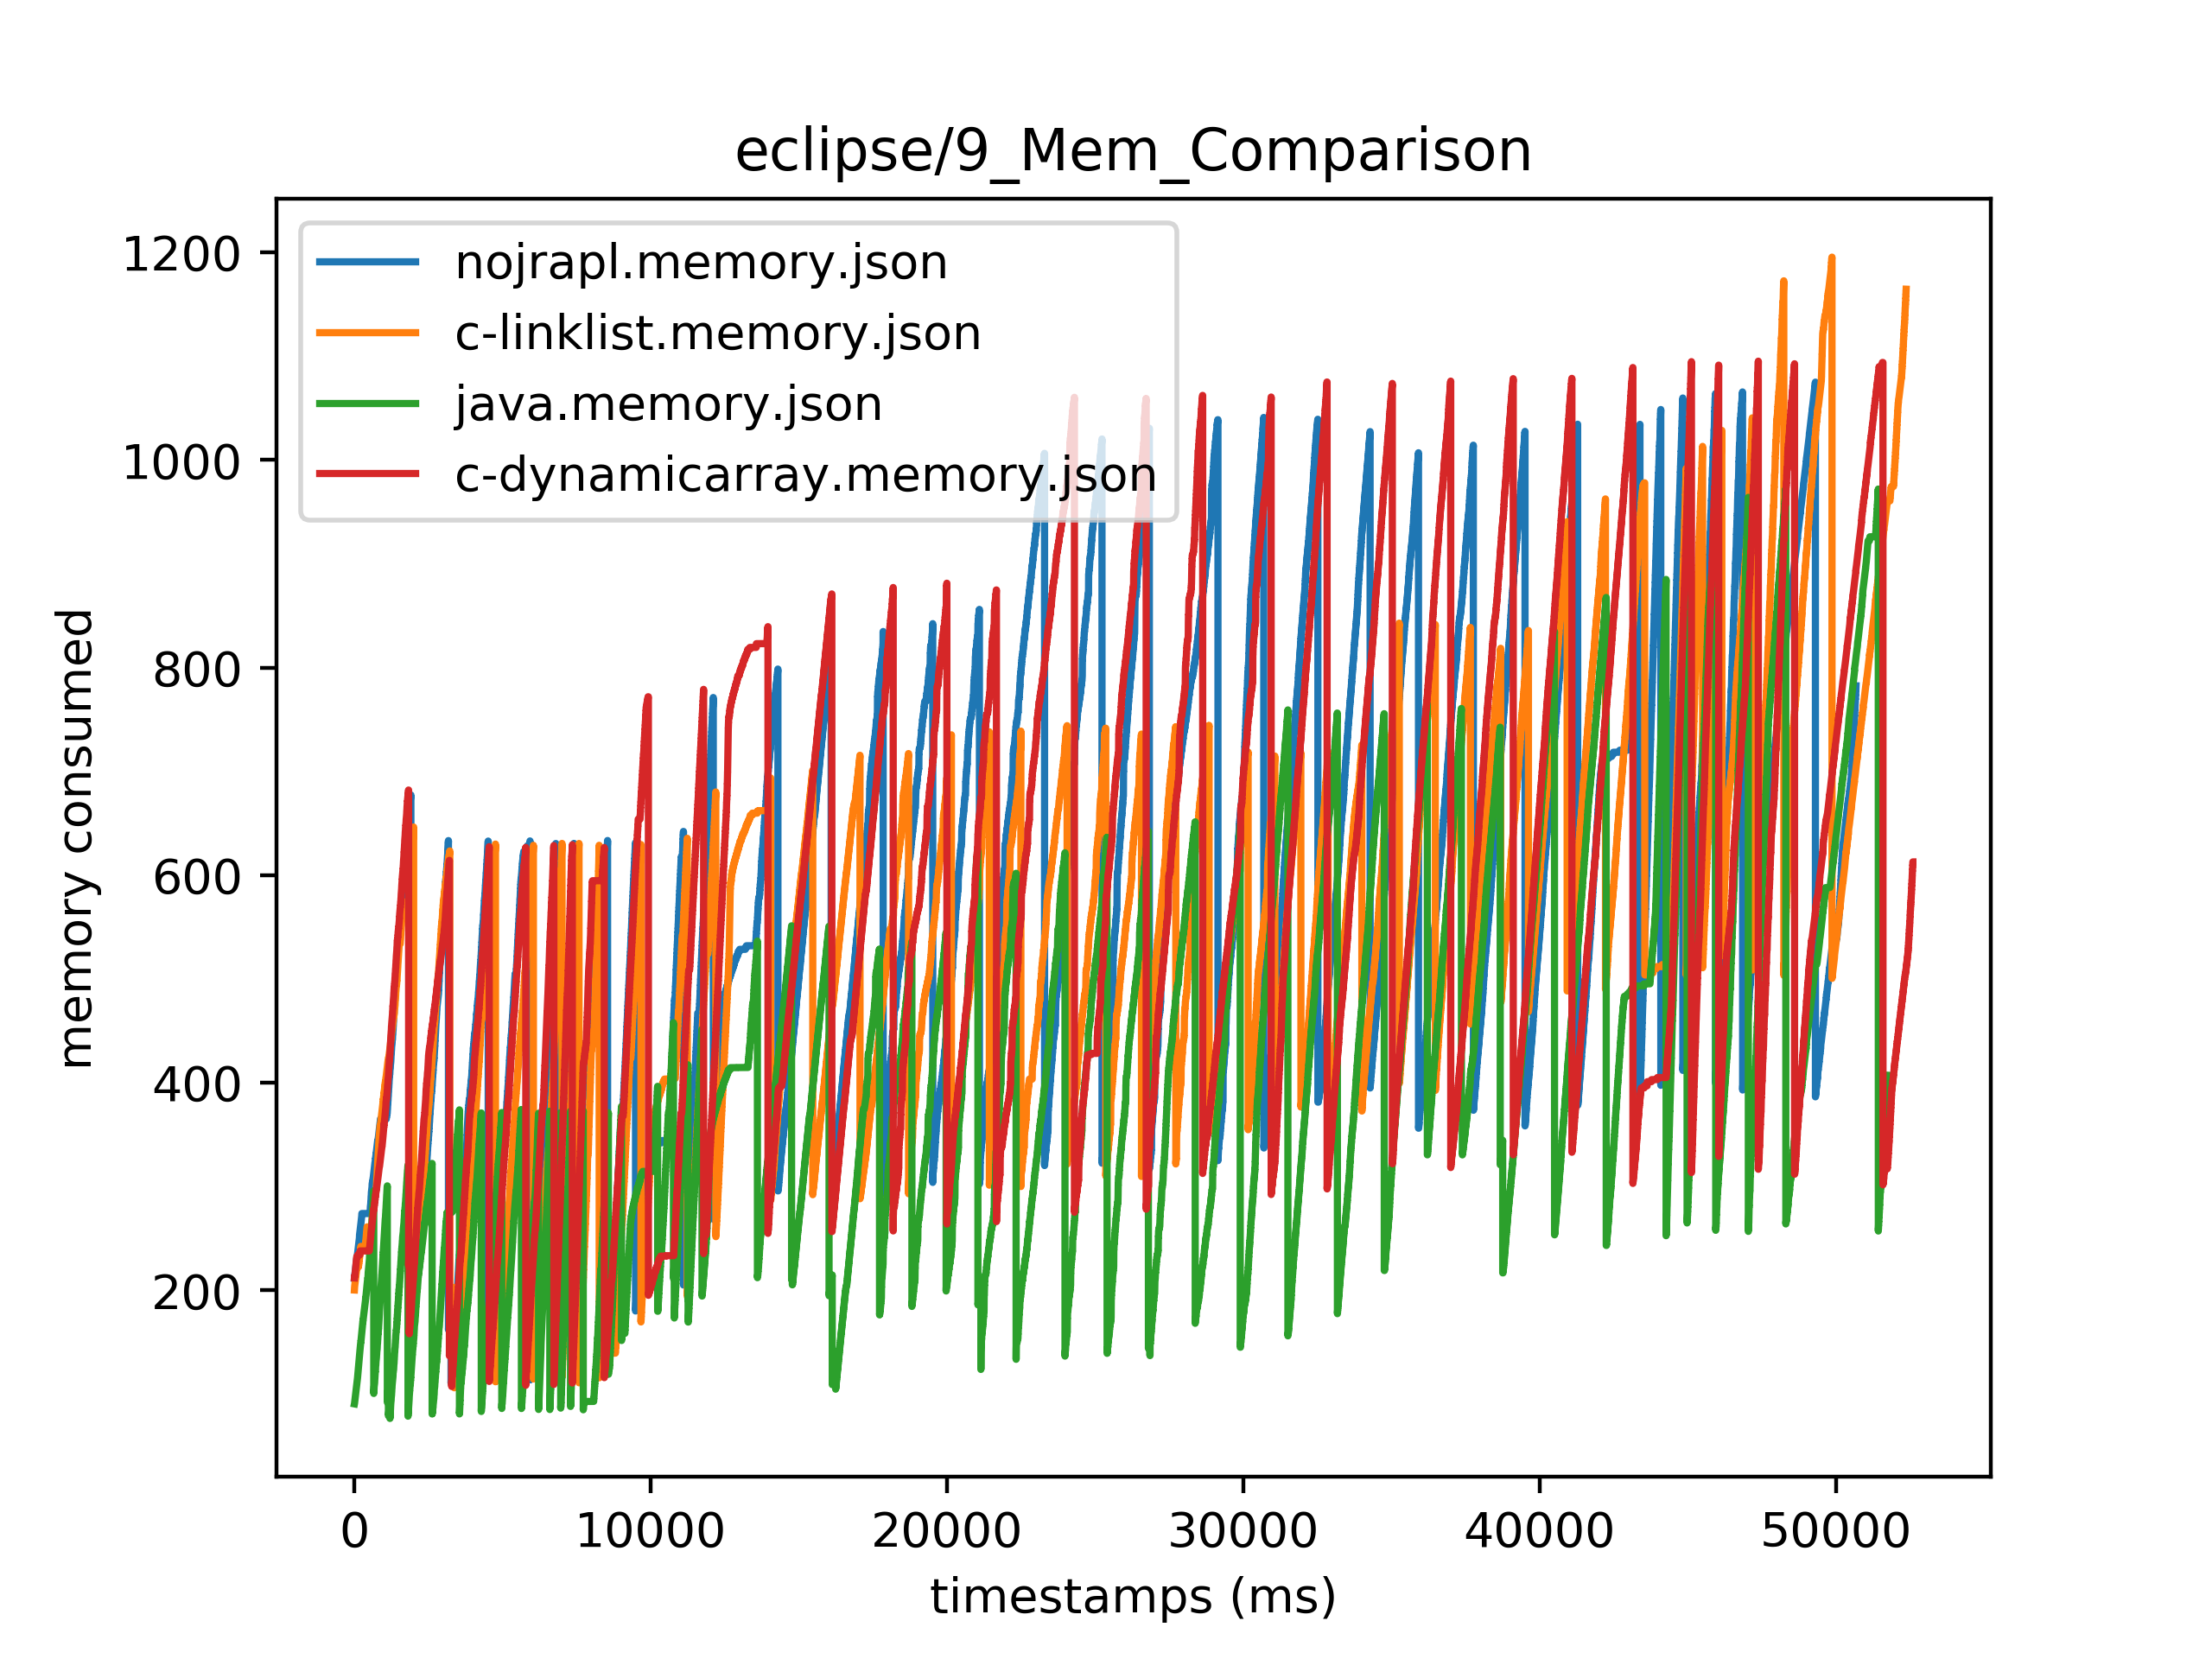 eclipse/9_Mem_Comparison
nojrapl.memory.json
c-linklist.memory.json
java.memory.json
c-dynamicarray.memory.json
1200
1000
800
600
400
200
memory consumed
0 10000 20000 30000 40000 50000
timestamps (ms)